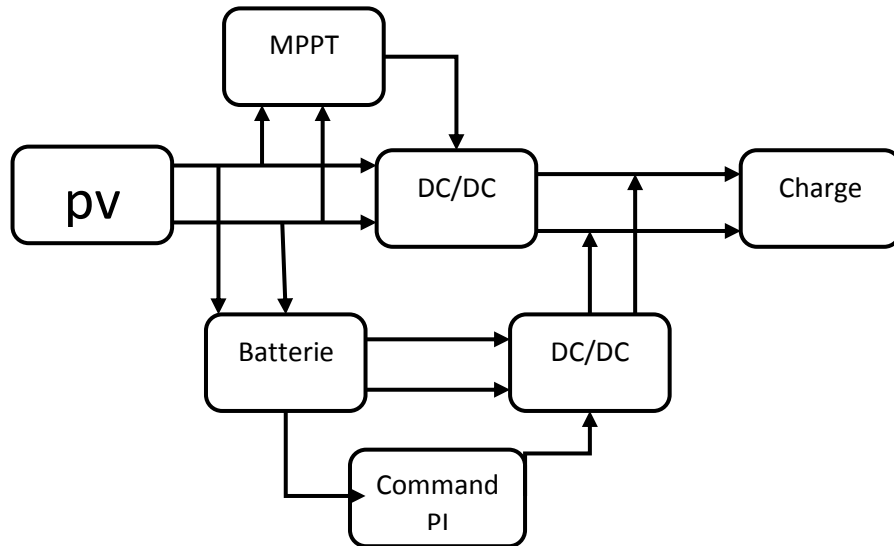 MPPT
pv
DC/DC
Charge
Batterie
DC/DC
Command
PI